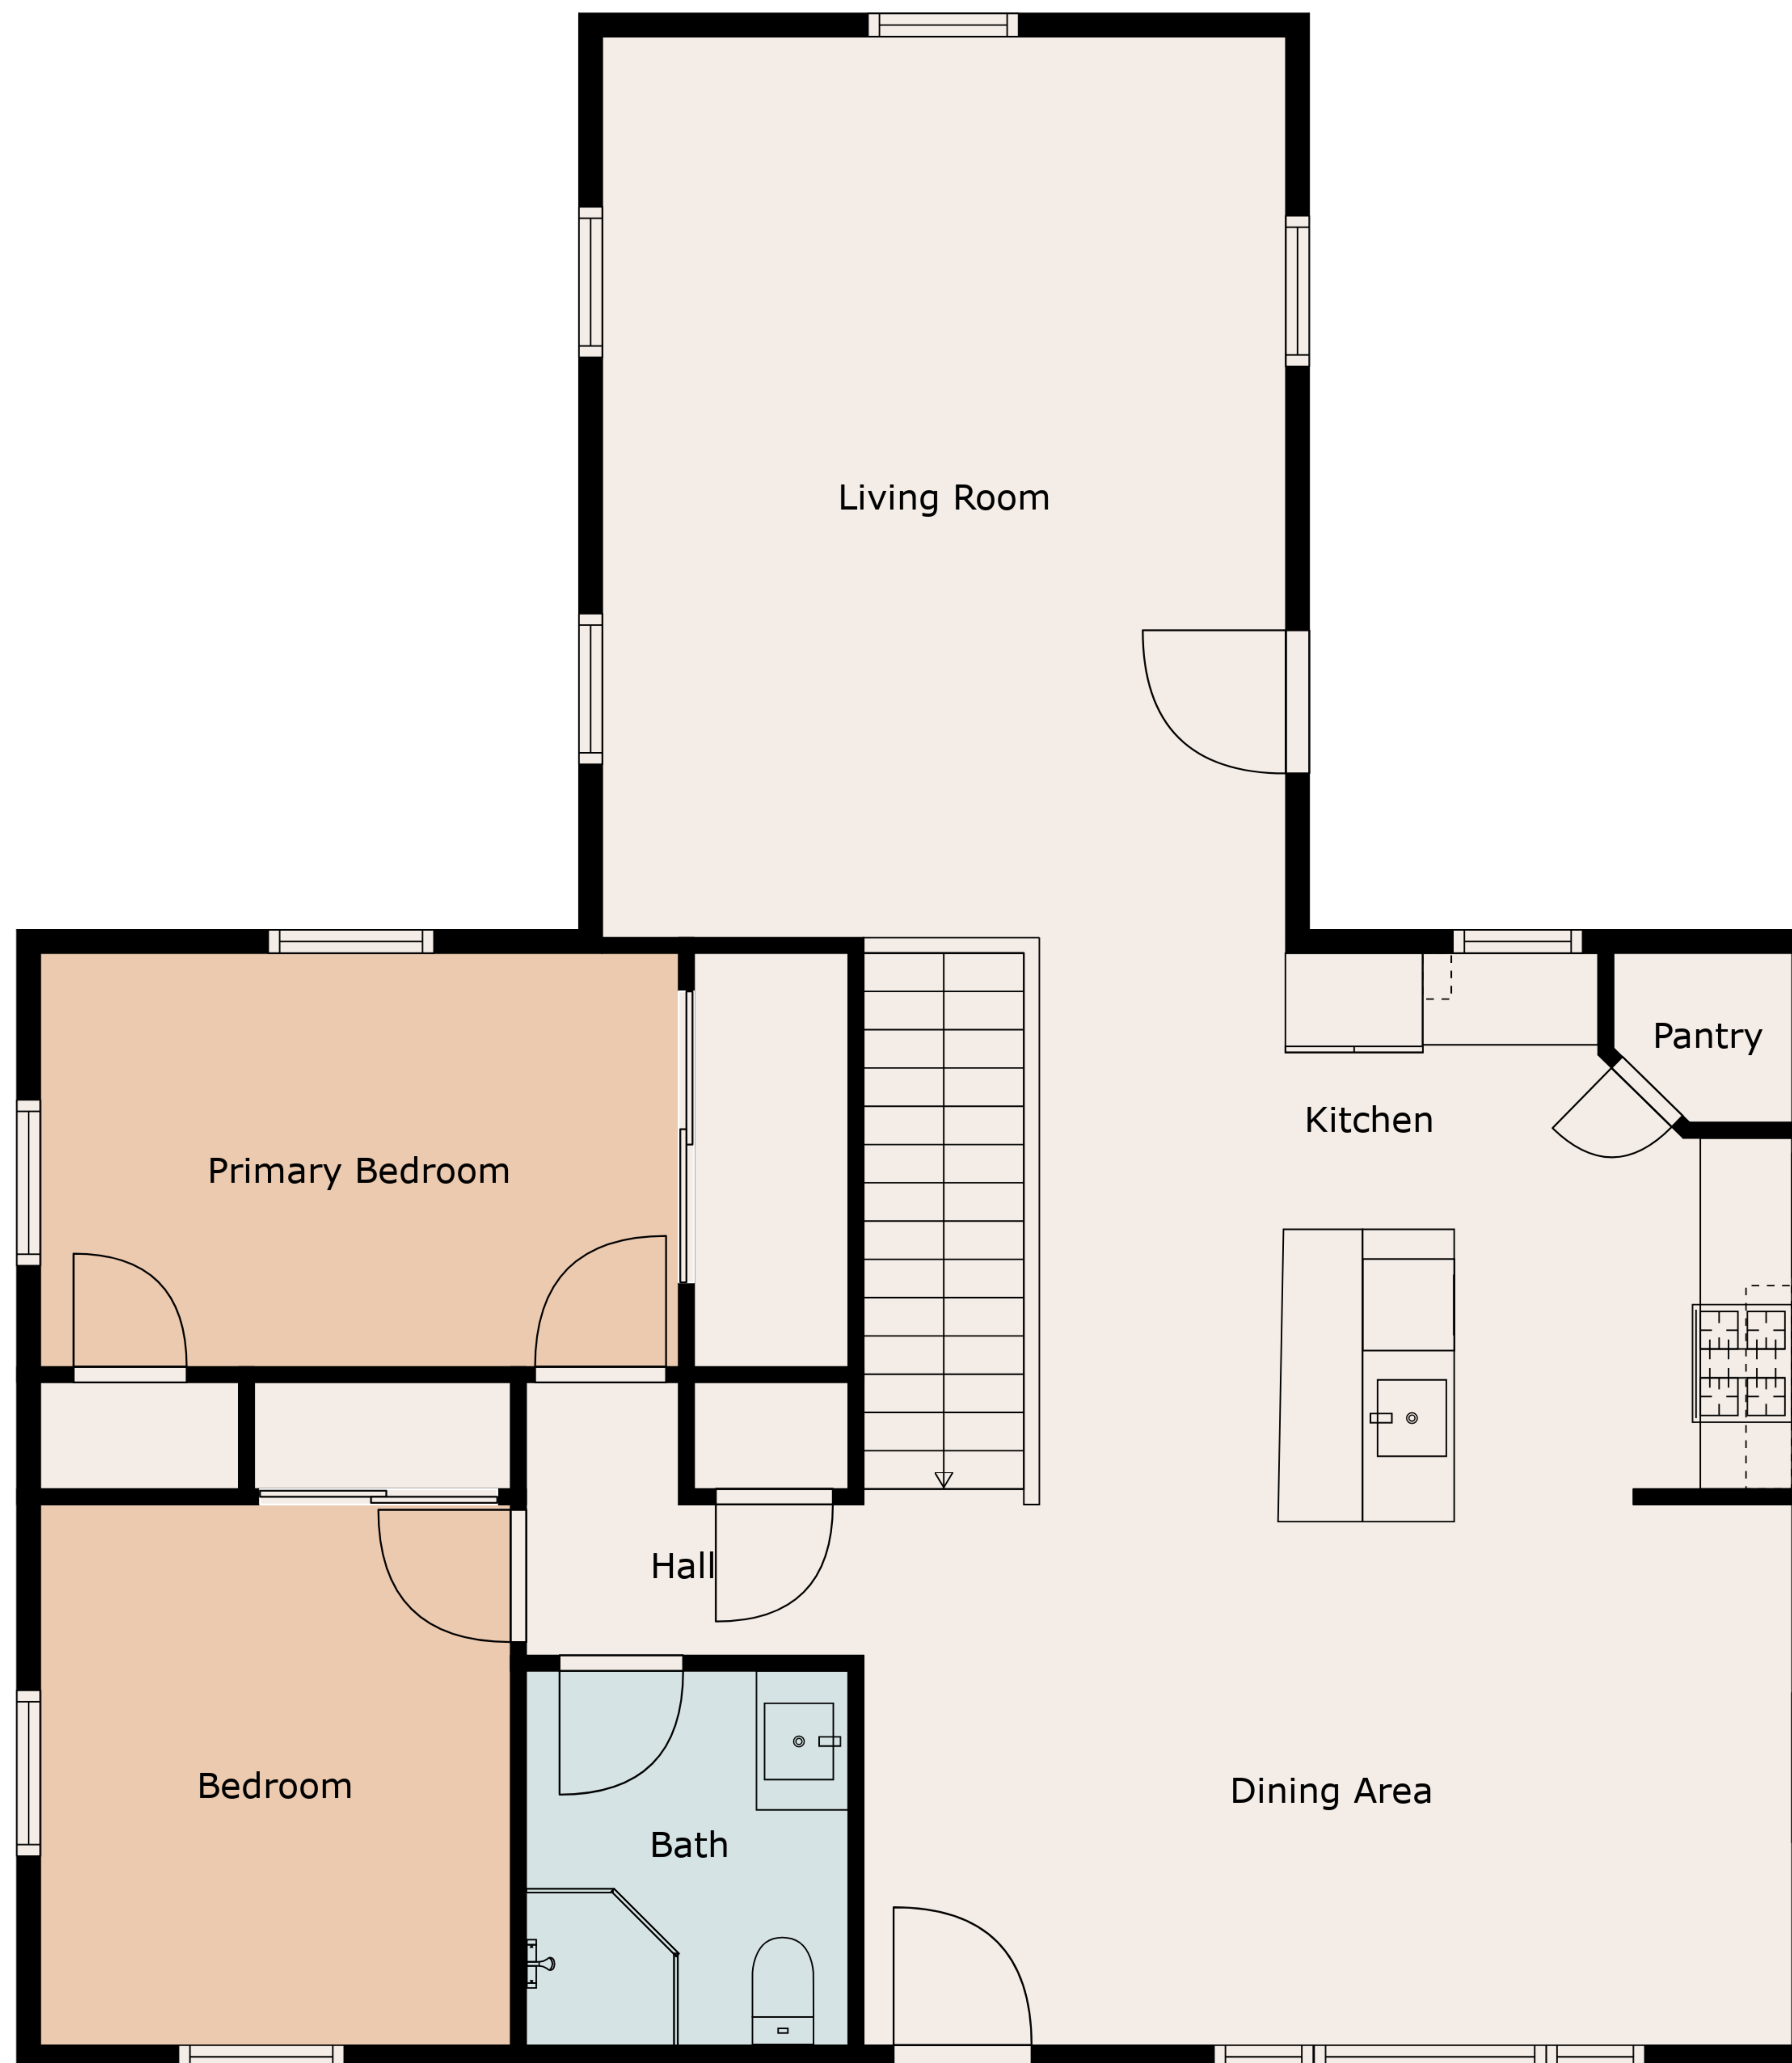 Living Room
Pantry
Kitchen
Primary Bedroom
Hall
Bedroom
Dining Area
Bath